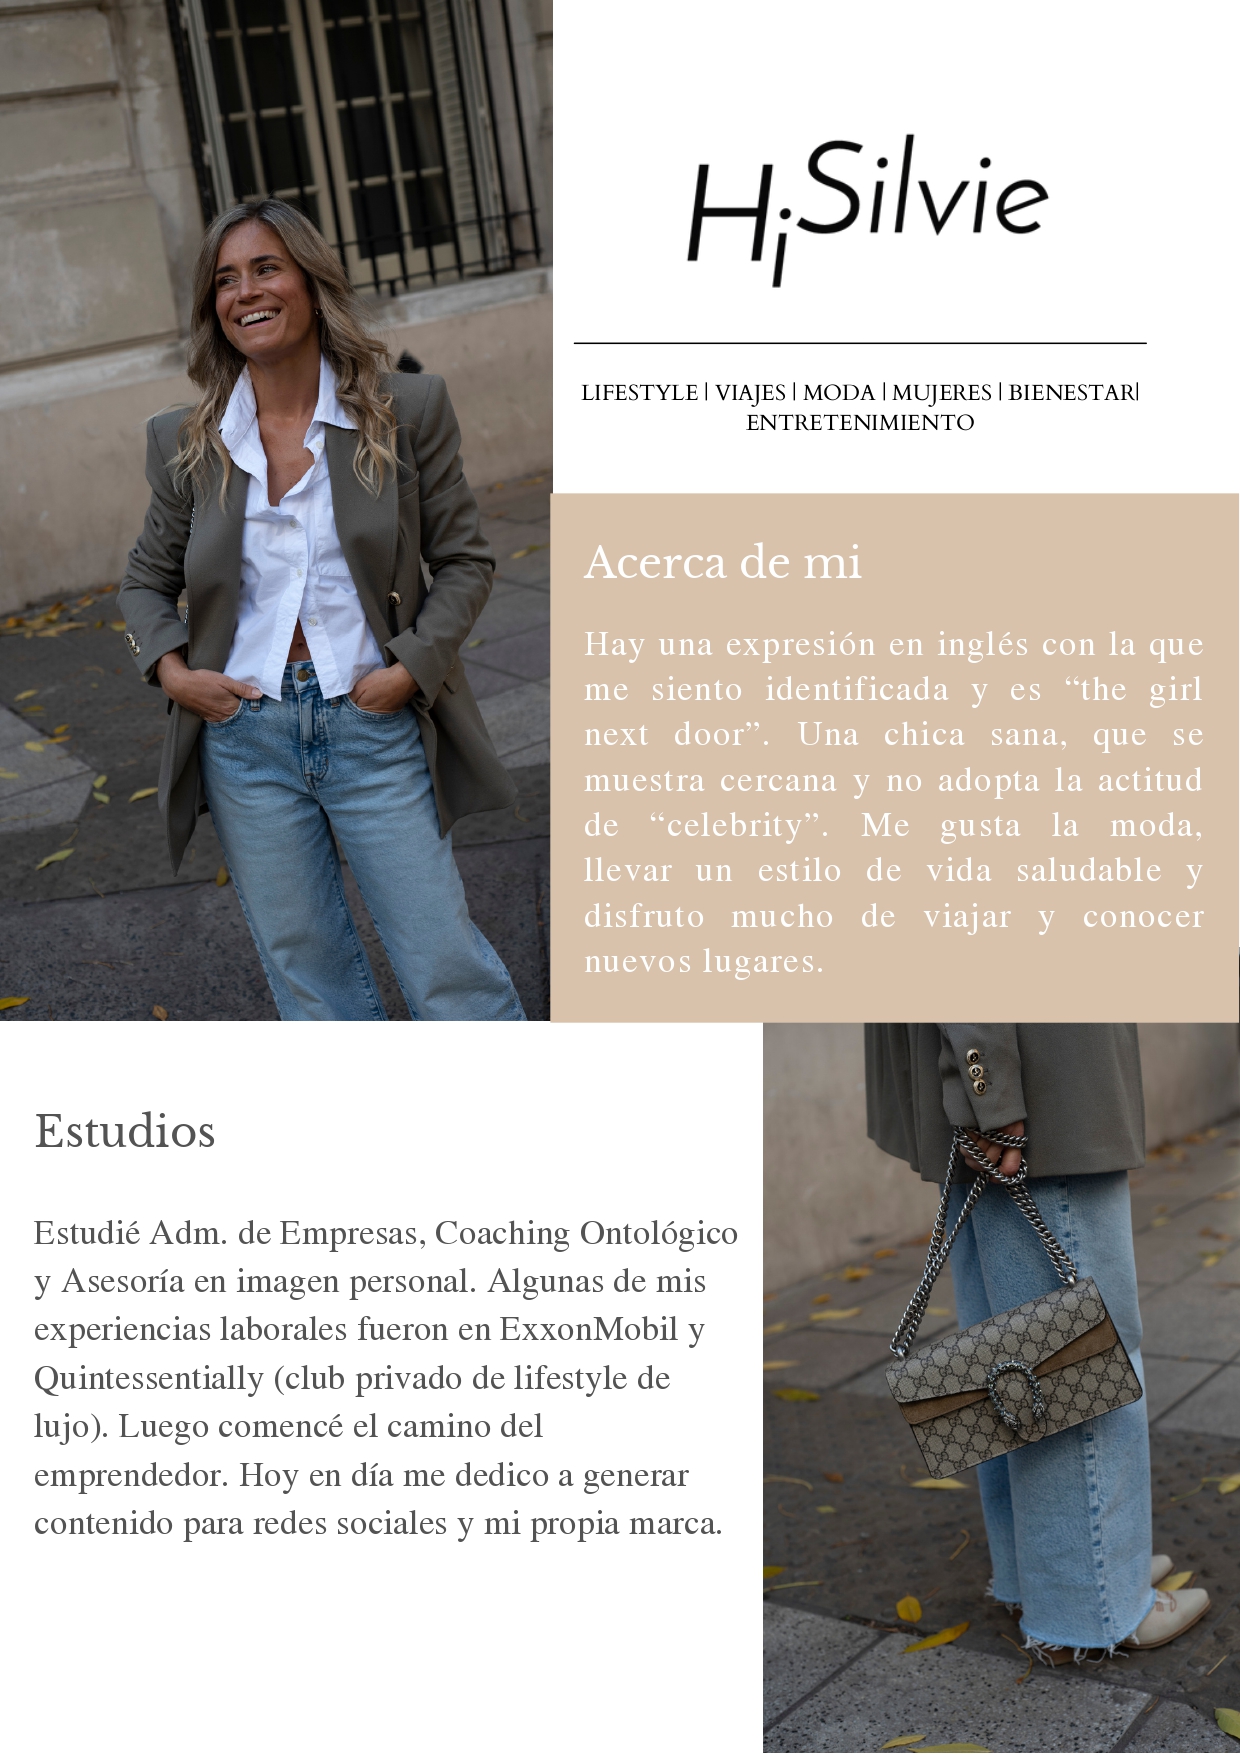 Hi Silvie
LIFESTYLE | VIAJES | MODA | MUJERES | BIENESTAR|
ENTRETENIMIENTO
Acerca de mi
Hay una expresión en inglés con la que
me siento identificada y es “the girl
next door”. Una chica sana, que se
muestra cercana y no adopta la actitud
de “celebrity”. Me gusta la moda,
llevar un estilo de vida saludable y
disfruto mucho de viajar y conocer
nuevos lugares.
Estudios
Estudié Adm. de Empresas, Coaching Ontológico
y Asesoría en imagen personal. Algunas de mis
experiencias laborales fueron en ExxonMobil y
Quintessentially (club privado de lifestyle de
lujo). Luego comencé el camino del
emprendedor. Hoy en día me dedico a generar
contenido para redes sociales y mi propia marca.